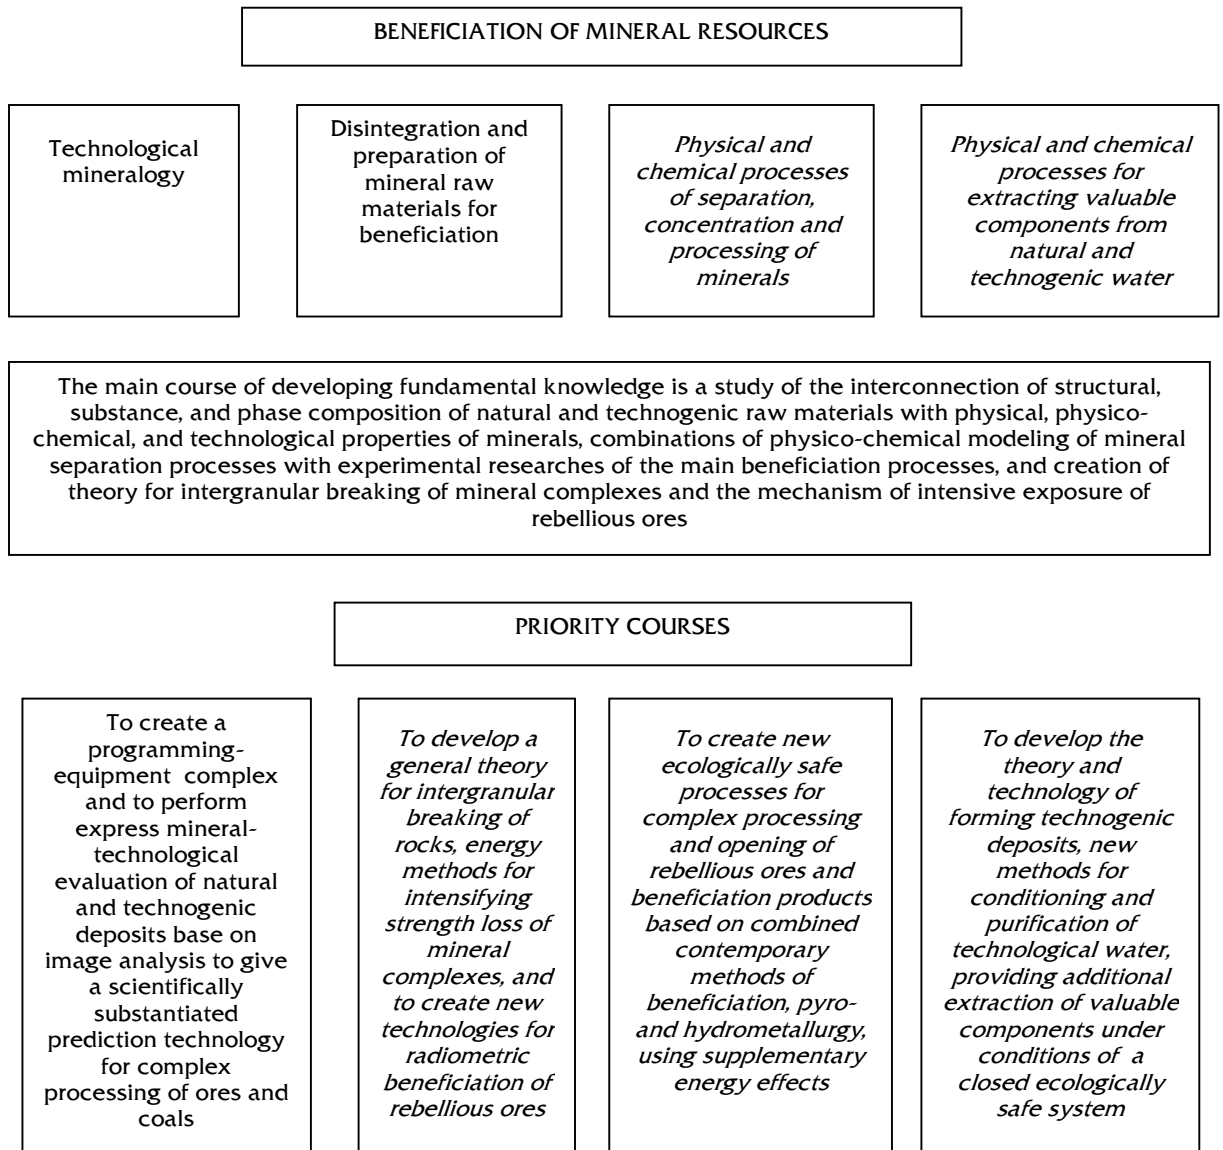 BENEFICIATION OF MINERAL RESOURCES
Technological
mineralogy
Disintegration and
preparation of
mineral raw
materials for
beneficiation
Physical and
chemical processes
of separation,
concentration and
processing of
minerals
Physical and chemical
processes for
extracting valuable
components from
natural and
technogenic water
The main course of developing fundamental knowledge is a study of the interconnection of structural,
substance, and phase composition of natural and technogenic raw materials with physical, physico-
chemical, and technological properties of minerals, combinations of physico-chemical modeling of mineral
separation processes with experimental researches of the main beneficiation processes, and creation of
theory for intergranular breaking of mineral complexes and the mechanism of intensive exposure of
rebellious ores
PRIORITY COURSES
To create a
programming-
equipment complex
and to perform
express mineral-
technological
evaluation of natural
and technogenic
deposits base on
image analysis to give
a scientifically
substantiated
prediction technology
for complex
processing of ores and
coals
To develop a
general theory
for intergranular
breaking of
rocks, energy
methods for
intensifying
strength loss of
mineral
complexes, and
to create new
technologies for
radiometric
beneficiation of
rebellious ores
To create new
ecologically safe
processes for
complex processing
and opening of
rebellious ores and
beneficiation products
based on combined
contemporary
methods of
beneficiation, pyro-
and hydrometallurgy,
using supplementary
energy effects
To develop the
theory and
technology of
forming technogenic
deposits, new
methods for
conditioning and
purification of
technological water,
providing additional
extraction of valuable
components under
conditions of a
closed ecologically
safe system